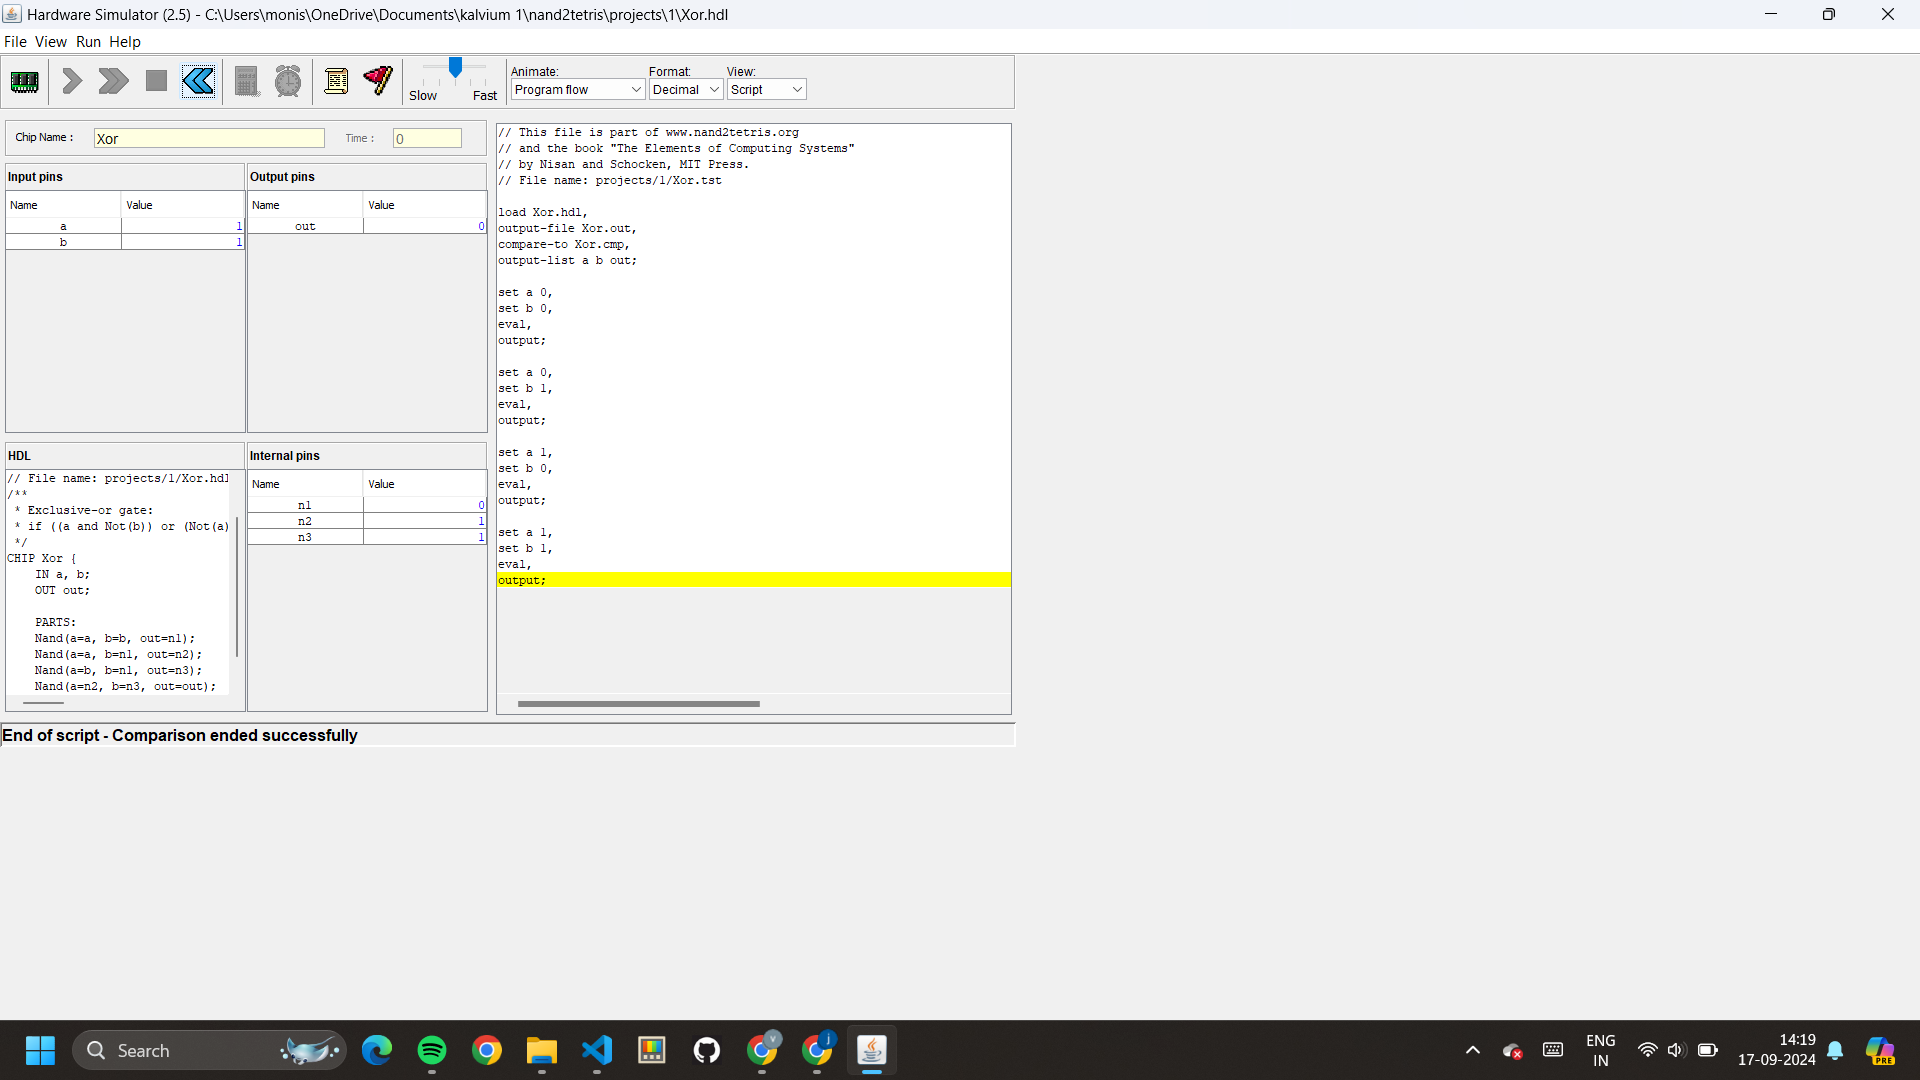 Hardware Simulator (2.5) - C:\Users\monis\OneDrive\Documents\kalvium 1\nand2tetris\projects\1\Xor.hdl
File View Run Help
Slow Fast
Animate: Format: View:
Program flow Decimal Script
Chip Name : Xor Time : 0
Input pins
Name Value
a 1
b 1
Output pins
Name Value
out 0
HDL
// File name: projects/1/Xor.hdl
/**
* Exclusive-or gate:
* if ((a and Not(b)) or (Not(a)
*/
CHIP Xor {
IN a, b;
OUT out;
PARTS:
Nand(a=a, b=b, out=n1);
Nand(a=a, b=n1, out=n2);
Nand(a=b, b=n1, out=n3);
Nand(a=n2, b=n3, out=out);
Internal pins
Name Value
n1 0
n2 1
n3 1
// This file is part of www.nand2tetris.org
// and the book "The Elements of Computing Systems"
// by Nisan and Schocken, MIT Press.
// File name: projects/1/Xor.tst
load Xor.hdl,
output-file Xor.out,
compare-to Xor.cmp,
output-list a b out;
set a 0,
set b 0,
eval,
output;
set a 0,
set b 1,
eval,
output;
set a 1,
set b 0,
eval,
output;
set a 1,
set b 1,
eval,
output;
End of script - Comparison ended successfully
Search
v
j
ENG
IN
14:19
17-09-2024
PRE